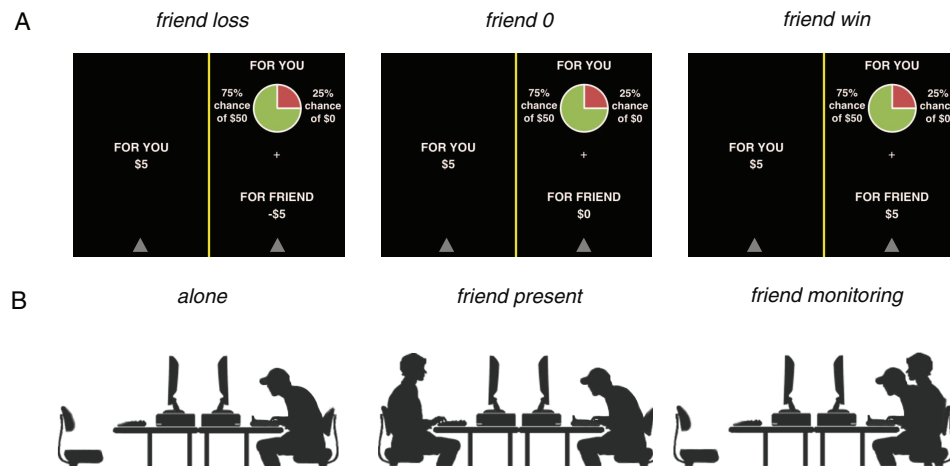 A
friend loss
friend 0
friend win
FOR YOU
75%
chance
of $50
25%
chance
of $0
FOR YOU
$5
+
FOR FRIEND
-$5
FOR YOU
75%
chance
of $50
25%
chance
of $0
FOR YOU
$5
+
FOR FRIEND
$0
FOR YOU
75%
chance
of $50
25%
chance
of $0
FOR YOU
$5
+
FOR FRIEND
$5
B
alone
friend present
friend monitoring